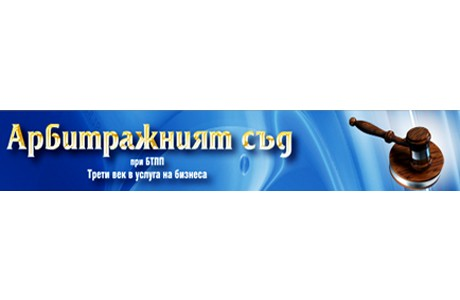 Арбитражният съд
при БТПП
Трети век в услуга на бизнеса